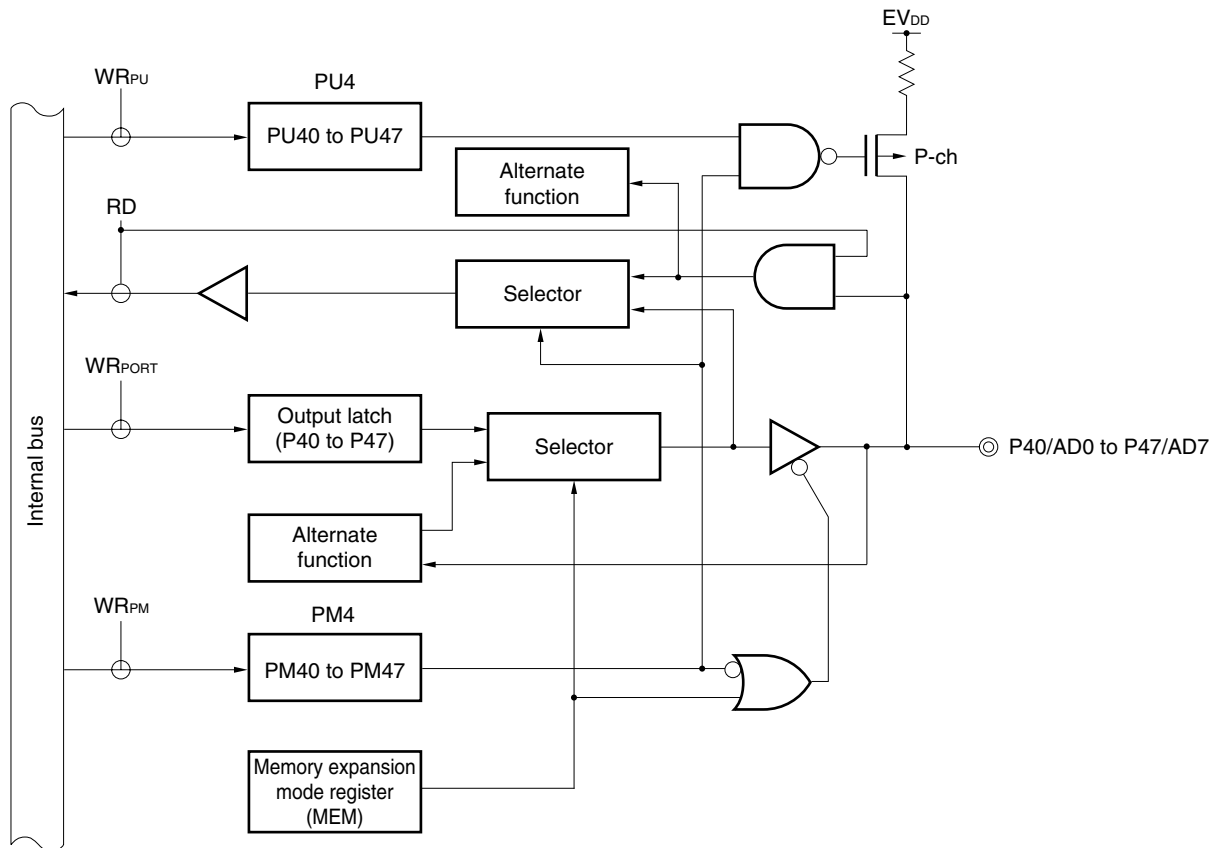 EVDD
WRPU
PU4
PU40 to PU47
P-ch
Alternate
function
RD
Selector
WRPORT
Output latch
(P40 to P47)
Selector
P40/AD0 to P47/AD7
Internal bus
Alternate
function
WRPM
PM4
PM40 to PM47
Memory expansion
mode register
(MEM)